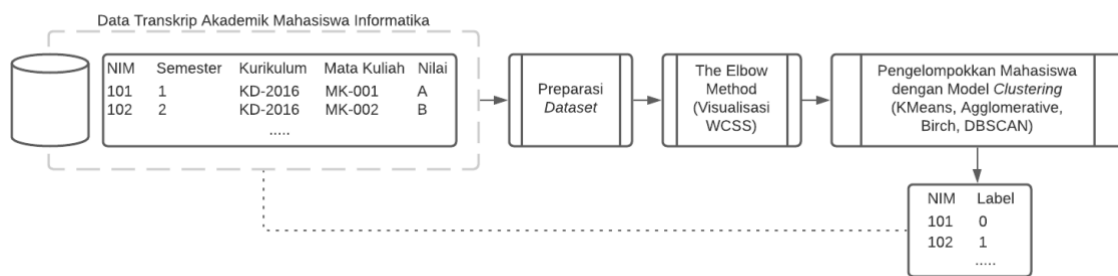 Data Transkrip Akademik Mahasiswa Informatika
NIM Semester Kurikulum Mata Kuliah Nilai
101 1 KD-2016 MK-001 A
102 2 KD-2016 MK-002 B
.....
Preparasi
Dataset
The Elbow
Method
(Visualisasi
WCSS)
Pengelompokkan Mahasiswa
dengan Model Clustering
(KMeans, Agglomerative,
Birch, DBSCAN)
NIM Label
101 0
102 1
.....